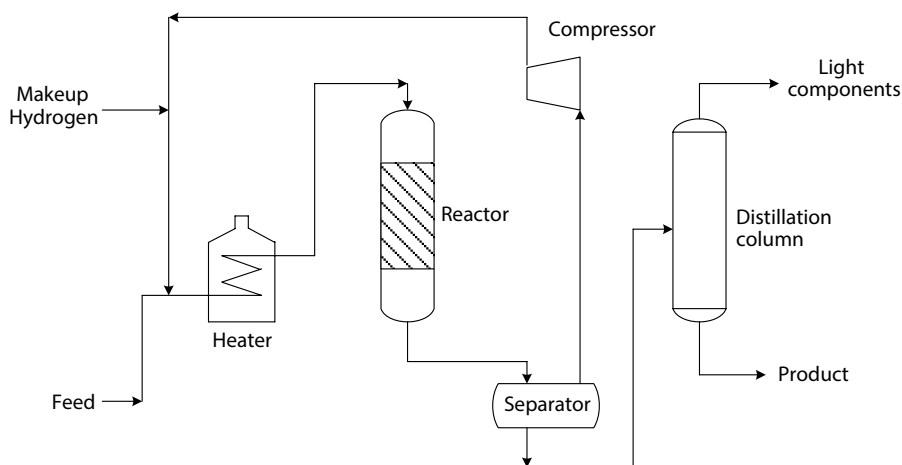 Compressor
Makeup
Hydrogen
Light
components
Reactor
Distillation
column
Heater
Feed
Separator
Product